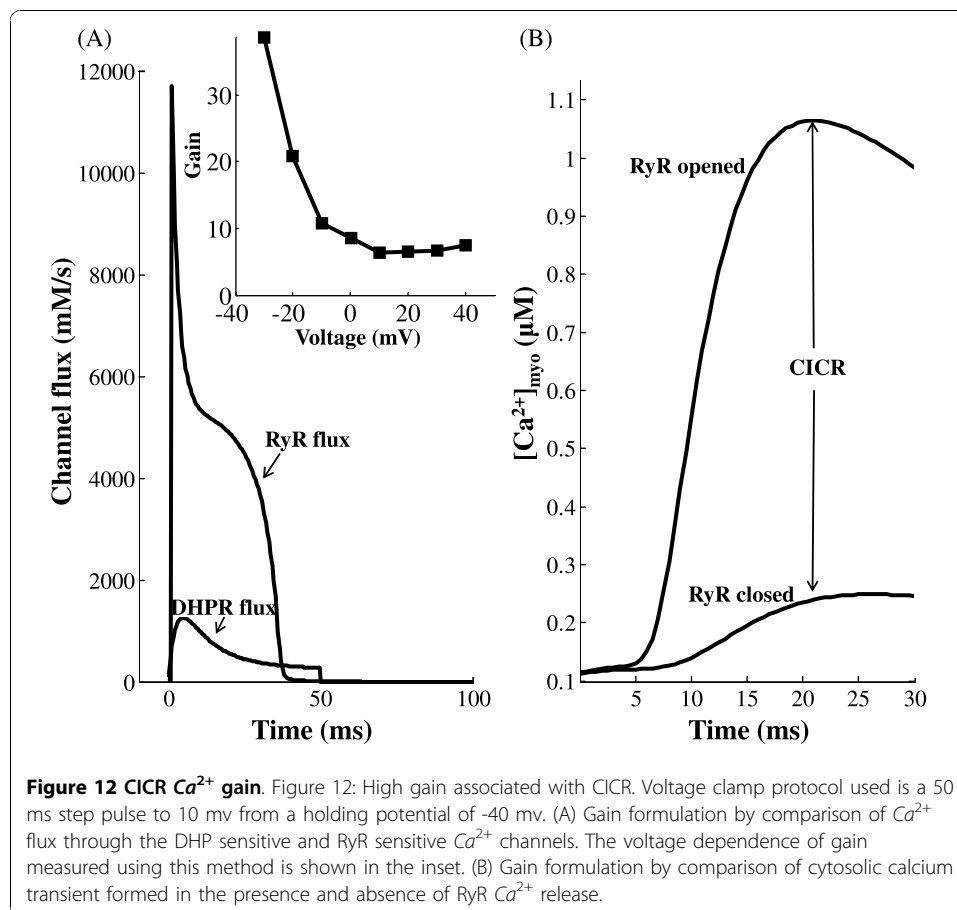 (A)
12000
10000
8000
6000
4000
2000
0
Channel flux (mM/s)
0 50 100
Time (ms)
RyR flux
DHPR flux
30
20
10
0
Gain
-40 -20 0 20 40
Voltage (mV)
(B)
1.1
1
0.9
0.8
0.7
0.6
0.5
0.4
0.3
0.2
0.1
[Ca²⁺]myo (μM)
5 10 15 20 25 30
Time (ms)
RyR opened
CICR
RyR closed
Figure 12 CICR Ca²⁺ gain. Figure 12: High gain associated with CICR. Voltage clamp protocol used is a 50
ms step pulse to 10 mv from a holding potential of -40 mv. (A) Gain formulation by comparison of Ca²⁺
flux through the DHP sensitive and RyR sensitive Ca²⁺ channels. The voltage dependence of gain
measured using this method is shown in the inset. (B) Gain formulation by comparison of cytosolic calcium
transient formed in the presence and absence of RyR Ca²⁺ release.